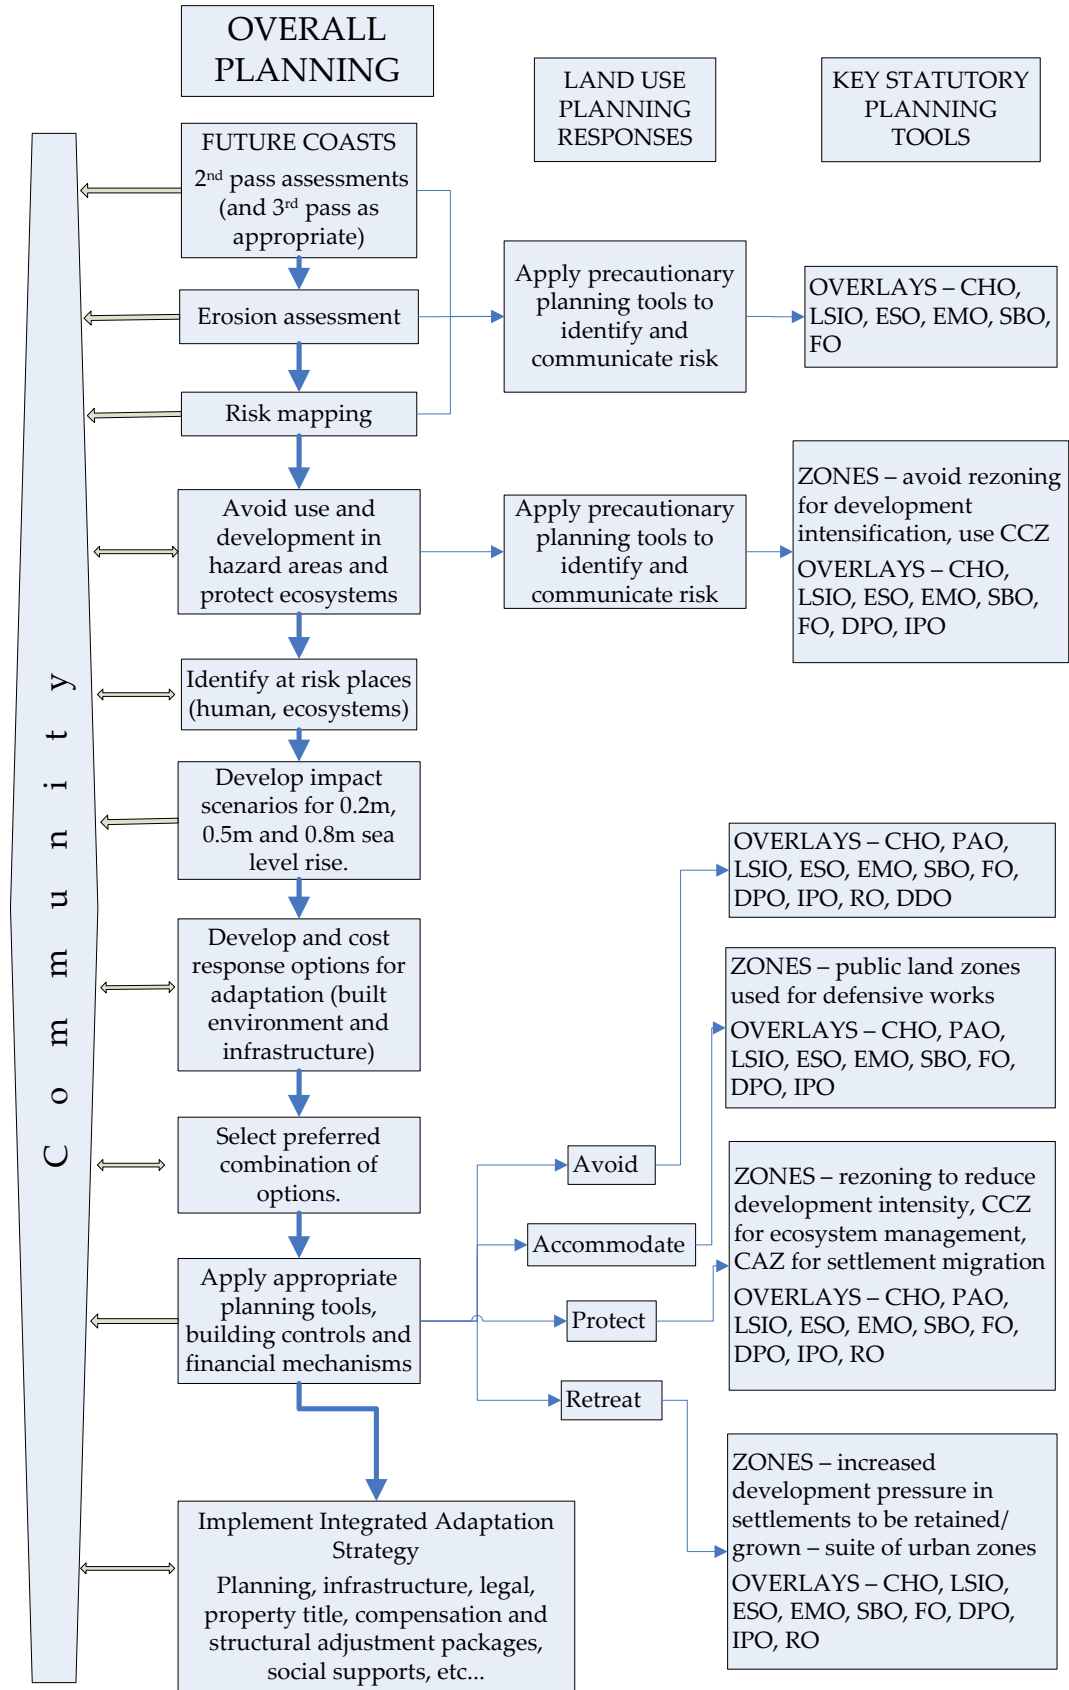 OVERALL
PLANNING
LAND USE
PLANNING
RESPONSES
KEY STATUTORY
PLANNING
TOOLS
Community
FUTURE COASTS
2nd pass assessments
(and 3rd pass as
appropriate)
Erosion assessment
Risk mapping
Apply precautionary
planning tools to
identify and
communicate risk
OVERLAYS – CHO,
LSIO, ESO, EMO, SBO,
FO
Avoid use and
development in
hazard areas and
protect ecosystems
Apply precautionary
planning tools to
identify and
communicate risk
ZONES – avoid rezoning
for development
intensification, use CCZ
OVERLAYS – CHO,
LSIO, ESO, EMO, SBO,
FO, DPO, IPO
Identify at risk places
(human, ecosystems)
Develop impact
scenarios for 0.2m,
0.5m and 0.8m sea
level rise.
Develop and cost
response options for
adaptation (built
environment and
infrastructure)
Select preferred
combination of
options.
Apply appropriate
planning tools,
building controls and
financial mechanisms
Avoid
Accommodate
Protect
Retreat
OVERLAYS – CHO, PAO,
LSIO, ESO, EMO, SBO, FO,
DPO, IPO, RO, DDO
ZONES – public land zones
used for defensive works
OVERLAYS – CHO, PAO,
LSIO, ESO, EMO, SBO, FO,
DPO, IPO
ZONES – rezoning to reduce
development intensity, CCZ
for ecosystem management,
CAZ for settlement migration
OVERLAYS – CHO, PAO,
LSIO, ESO, EMO, SBO, FO,
DPO, IPO, RO
ZONES – increased
development pressure in
settlements to be retained/
grown – suite of urban zones
OVERLAYS – CHO, LSIO,
ESO, EMO, SBO, FO, DPO,
IPO, RO
Implement Integrated Adaptation
Strategy
Planning, infrastructure, legal,
property title, compensation and
structural adjustment packages,
social supports, etc...